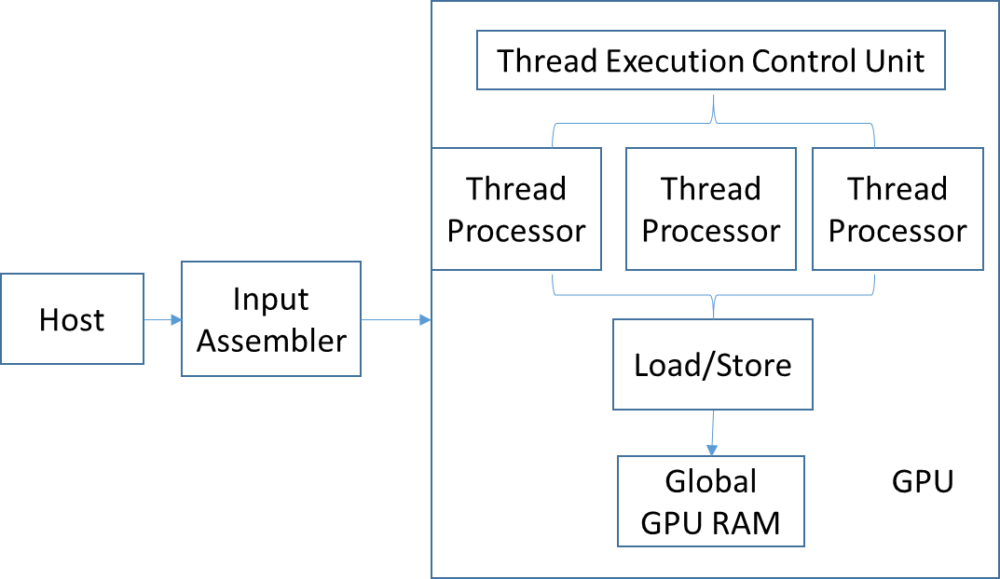 Thread Execution Control Unit
Thread
Processor
Thread
Processor
Thread
Processor
Host
Input
Assembler
Load/Store
Global
GPU RAM
GPU